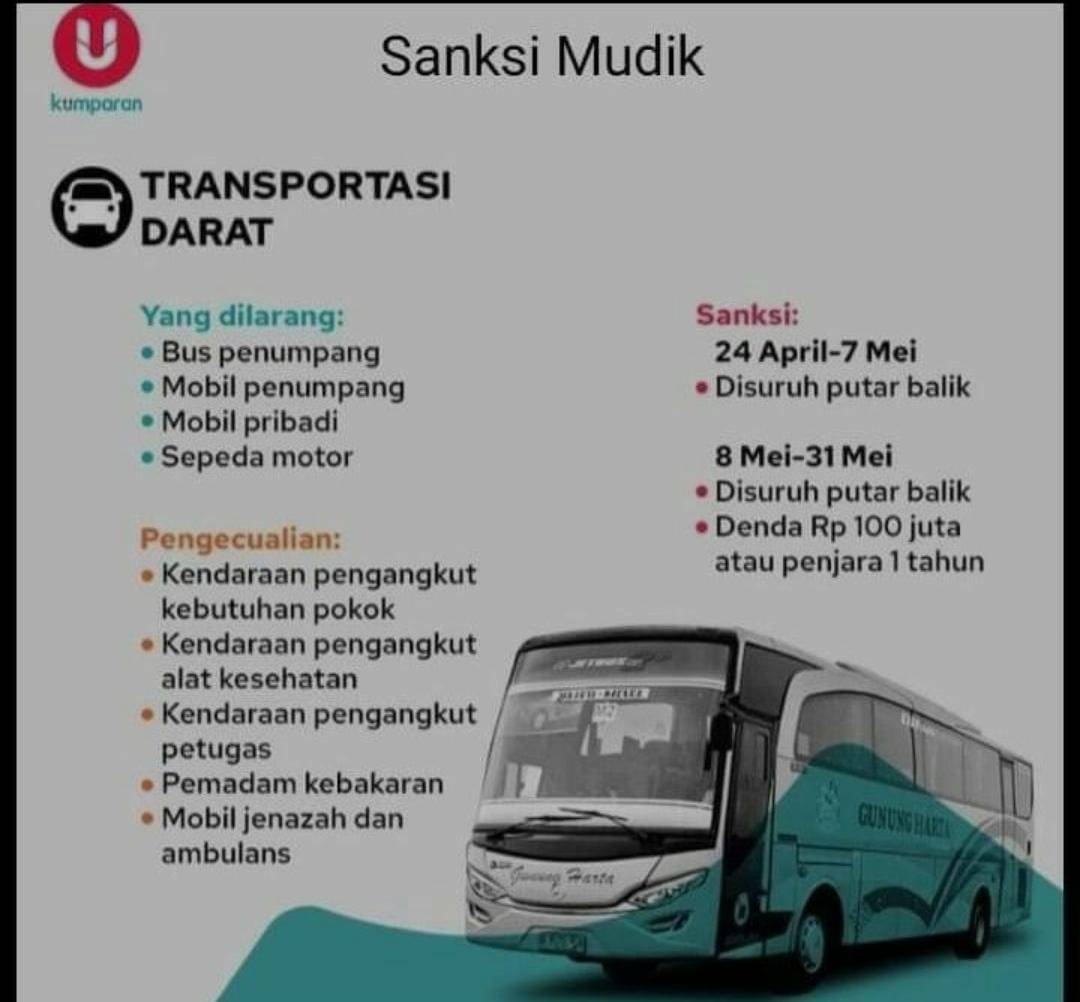 kumparan
Sanksi Mudik
TRANSPORTASI
DARAT
Yang dilarang:
• Bus penumpang
• Mobil penumpang
• Mobil pribadi
• Sepeda motor
Pengecualian:
• Kendaraan pengangkut
kebutuhan pokok
• Kendaraan pengangkut
alat kesehatan
• Kendaraan pengangkut
petugas
• Pemadam kebakaran
• Mobil jenazah dan
ambulans
Sanksi:
24 April-7 Mei
• Disuruh putar balik
8 Mei-31 Mei
• Disuruh putar balik
• Denda Rp 100 juta
atau penjara 1 tahun
JETBUS
GUNUNG HARTA
Gunung Harta